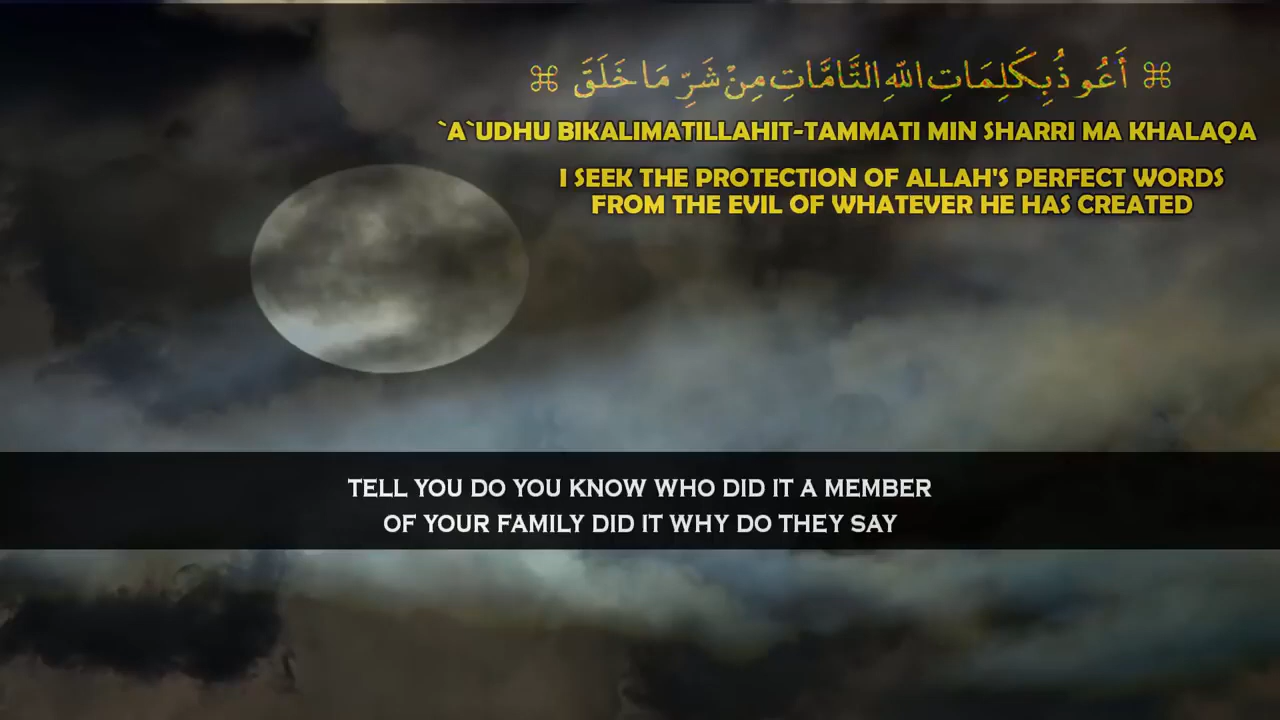 ⌘ أَعُوذُ بِكَلِمَاتِ اللّٰهِ التَّامَّاتِ مِنْ شَرِّ مَا خَلَقَ ⌘
`A`UDHU BIKALIMATILLAHIT-TAMMATI MIN SHARRI MA KHALAQA
I SEEK THE PROTECTION OF ALLAH'S PERFECT WORDS
FROM THE EVIL OF WHATEVER HE HAS CREATED
TELL YOU DO YOU KNOW WHO DID IT A MEMBER
OF YOUR FAMILY DID IT WHY DO THEY SAY